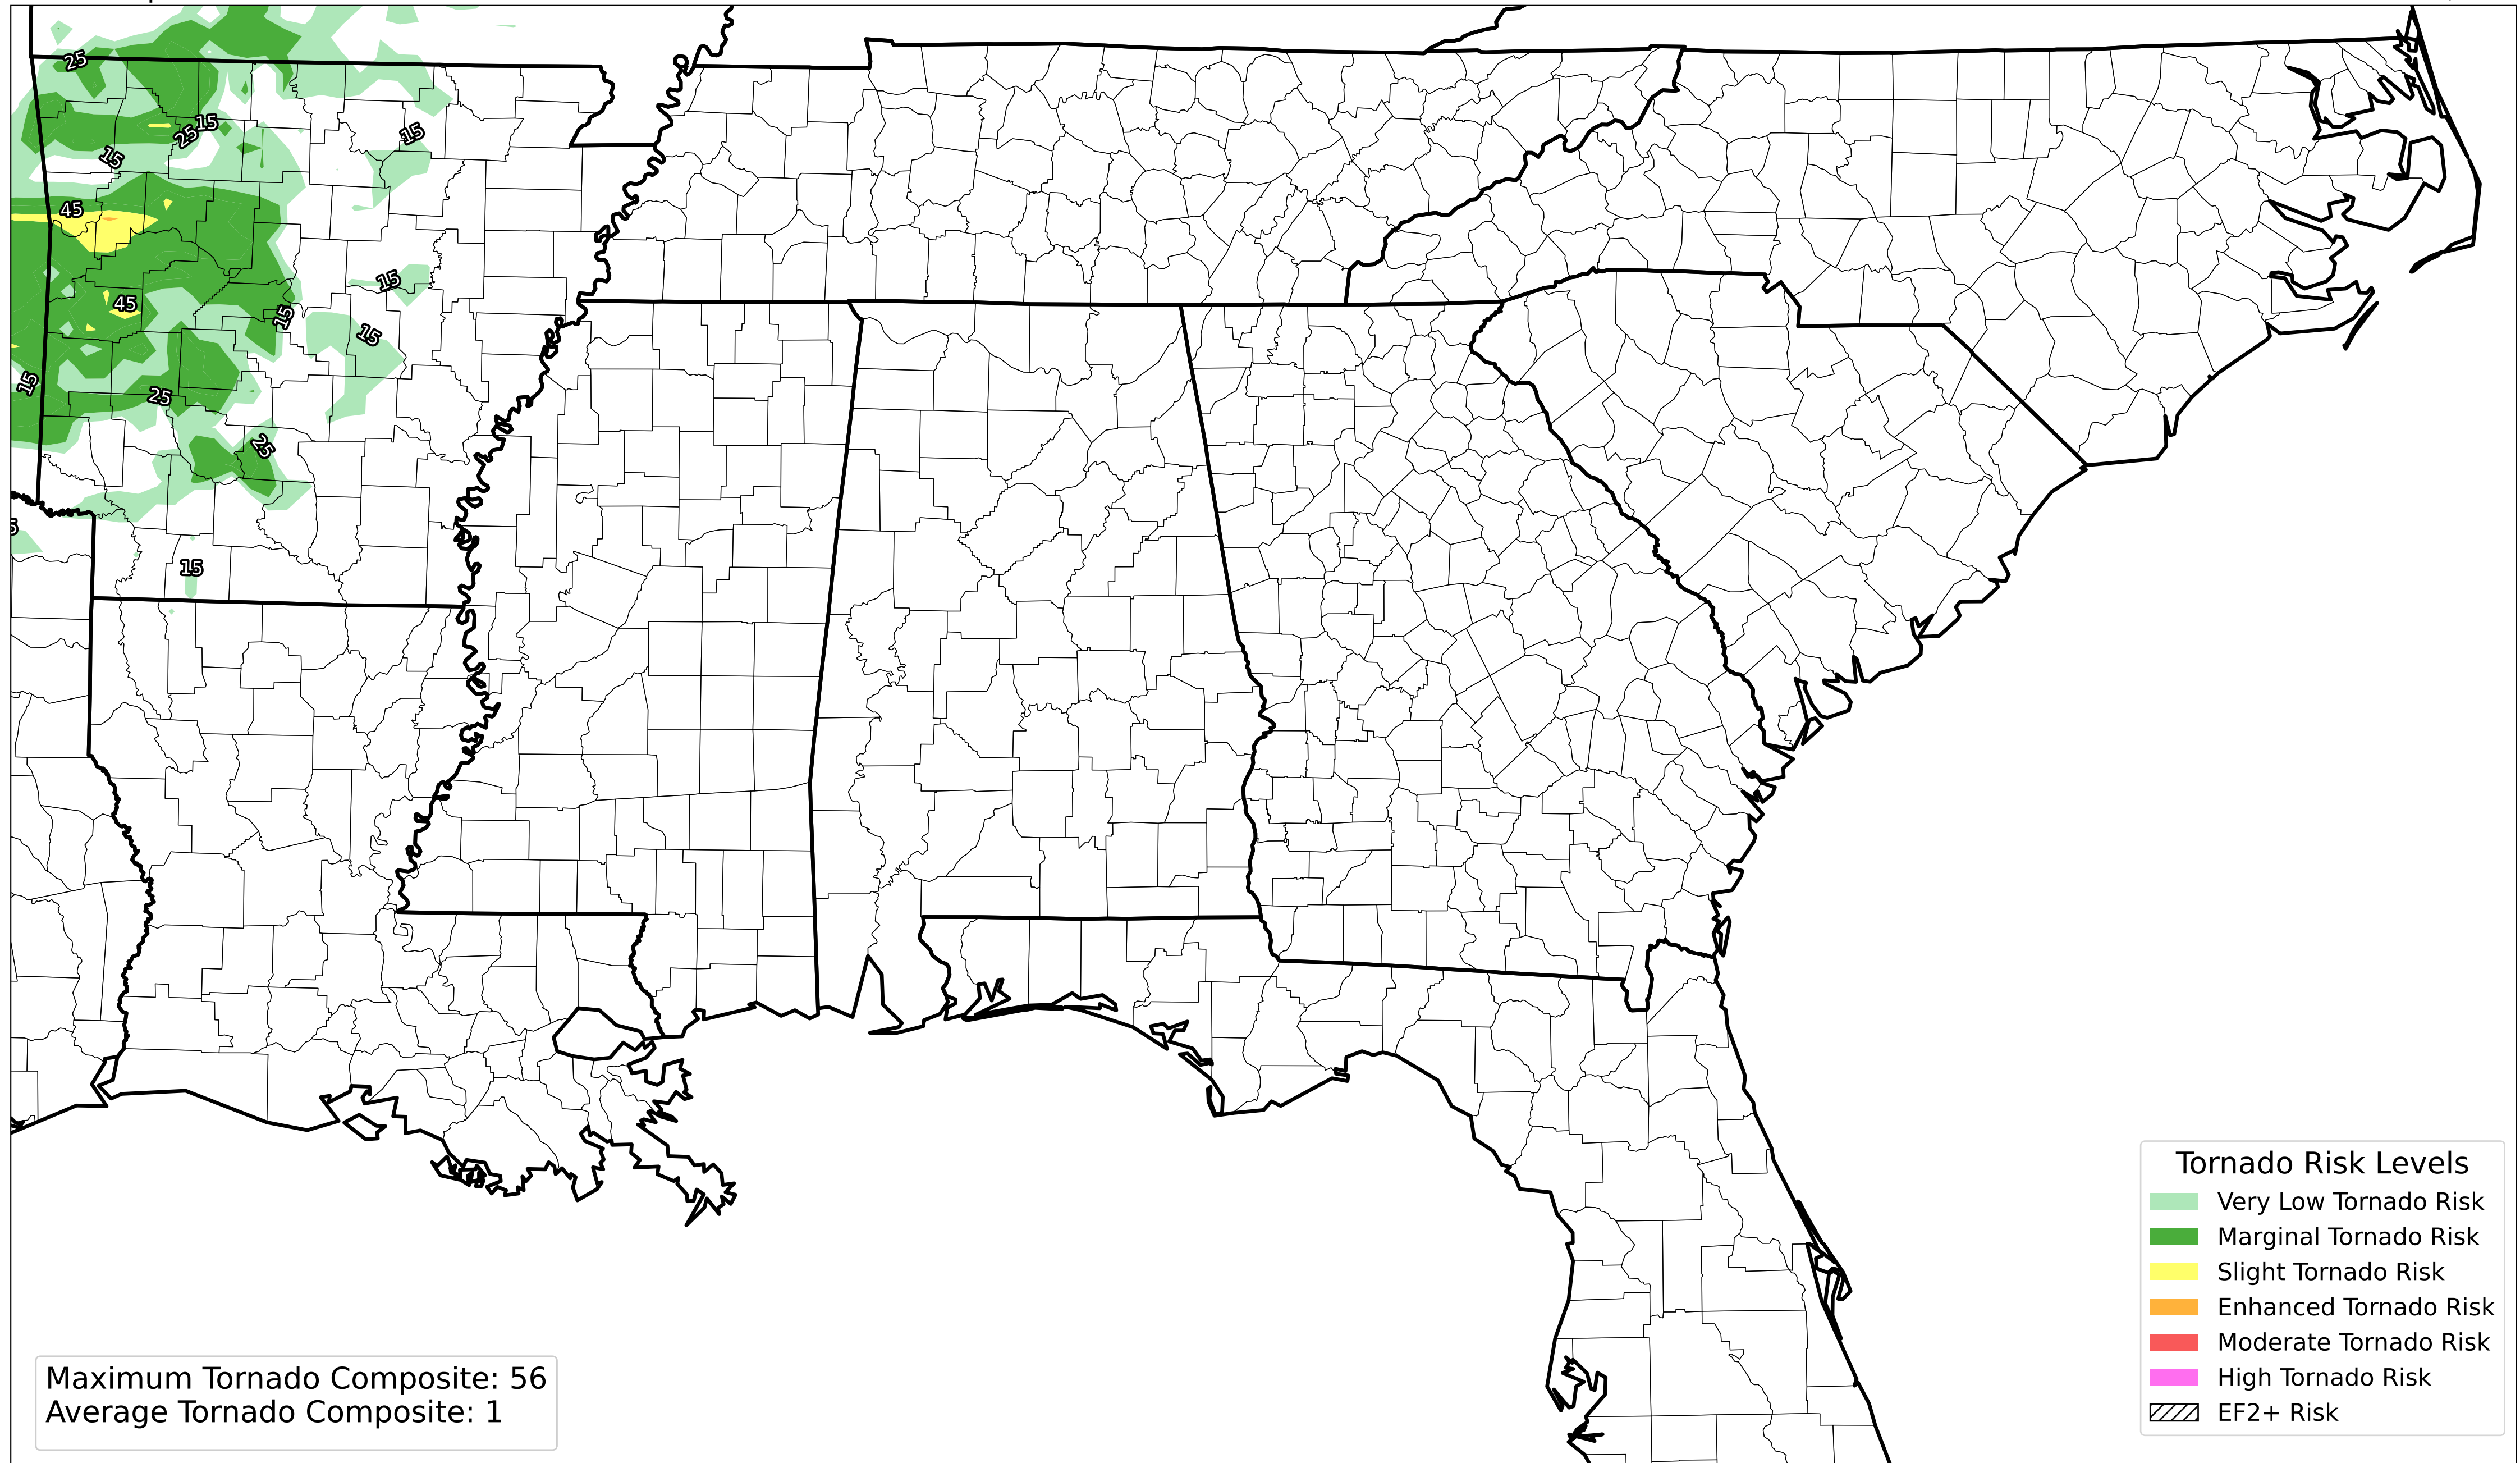 25
15
25
15
15
45
15
45
15
15
15
25
25
5
15
Tornado Risk Levels
Very Low Tornado Risk
Marginal Tornado Risk
Slight Tornado Risk
Enhanced Tornado Risk
Moderate Tornado Risk
High Tornado Risk
EF2+ Risk
Maximum Tornado Composite: 56
Average Tornado Composite: 1